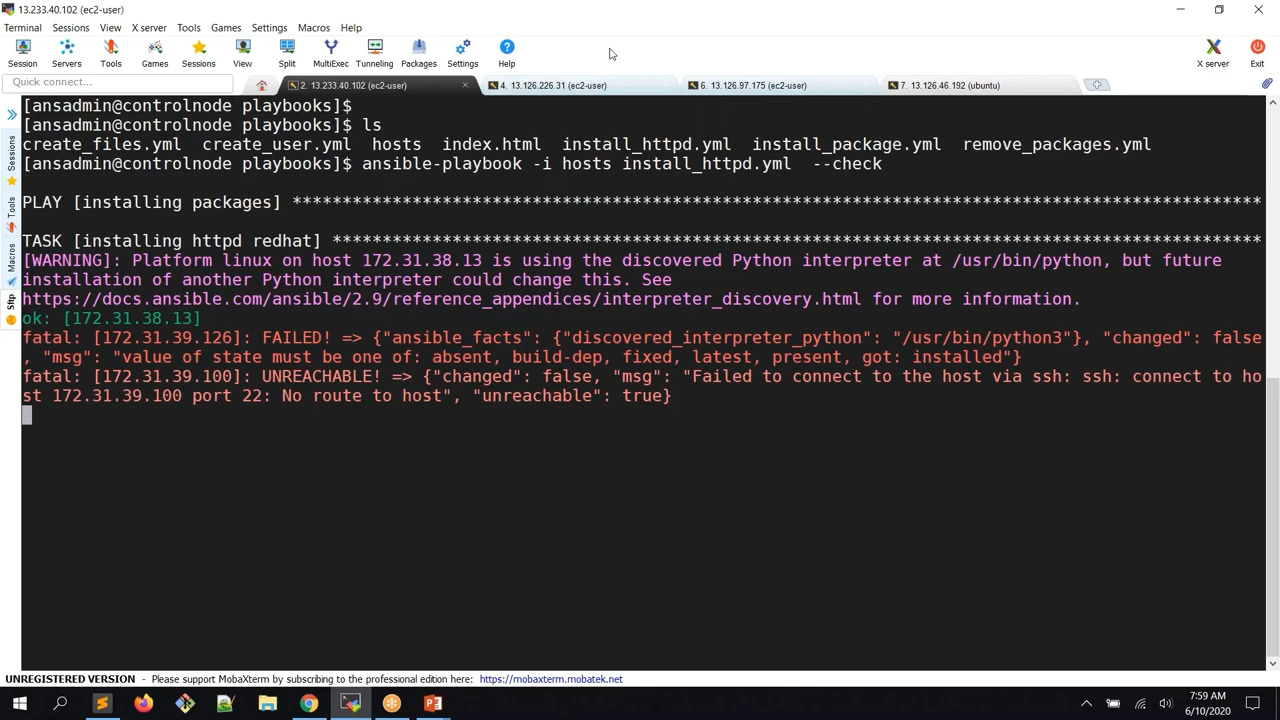 13.233.40.102 (ec2-user)
Terminal Sessions View X server Tools Games Settings Macros Help
Session Servers Tools Games Sessions View Split MultiExec Tunneling Packages Settings Help X server Exit
Quick connect...
2. 13.233.40.102 (ec2-user)
4. 13.126.226.31 (ec2-user)
6. 13.126.97.175 (ec2-user)
7. 13.126.46.192 (ubuntu)
Sessions
Tools
Macros
Sftp
[ansadmin@controlnode playbooks]$
[ansadmin@controlnode playbooks]$ ls
create_files.yml create_user.yml hosts index.html install_httpd.yml install_package.yml remove_packages.yml
[ansadmin@controlnode playbooks]$ ansible-playbook -i hosts install_httpd.yml --check
PLAY [installing packages] *************************************************************************************************
TASK [installing httpd redhat] *********************************************************************************************
[WARNING]: Platform linux on host 172.31.38.13 is using the discovered Python interpreter at /usr/bin/python, but future
installation of another Python interpreter could change this. See
https://docs.ansible.com/ansible/2.9/reference_appendices/interpreter_discovery.html for more information.
ok: [172.31.38.13]
fatal: [172.31.39.126]: FAILED! => {"ansible_facts": {"discovered_interpreter_python": "/usr/bin/python3"}, "changed": false
, "msg": "value of state must be one of: absent, build-dep, fixed, latest, present, got: installed"}
fatal: [172.31.39.100]: UNREACHABLE! => {"changed": false, "msg": "Failed to connect to the host via ssh: ssh: connect to ho
st 172.31.39.100 port 22: No route to host", "unreachable": true}
UNREGISTERED VERSION - Please support MobaXterm by subscribing to the professional edition here: https://mobaxterm.mobatek.net
7:59 AM
6/10/2020